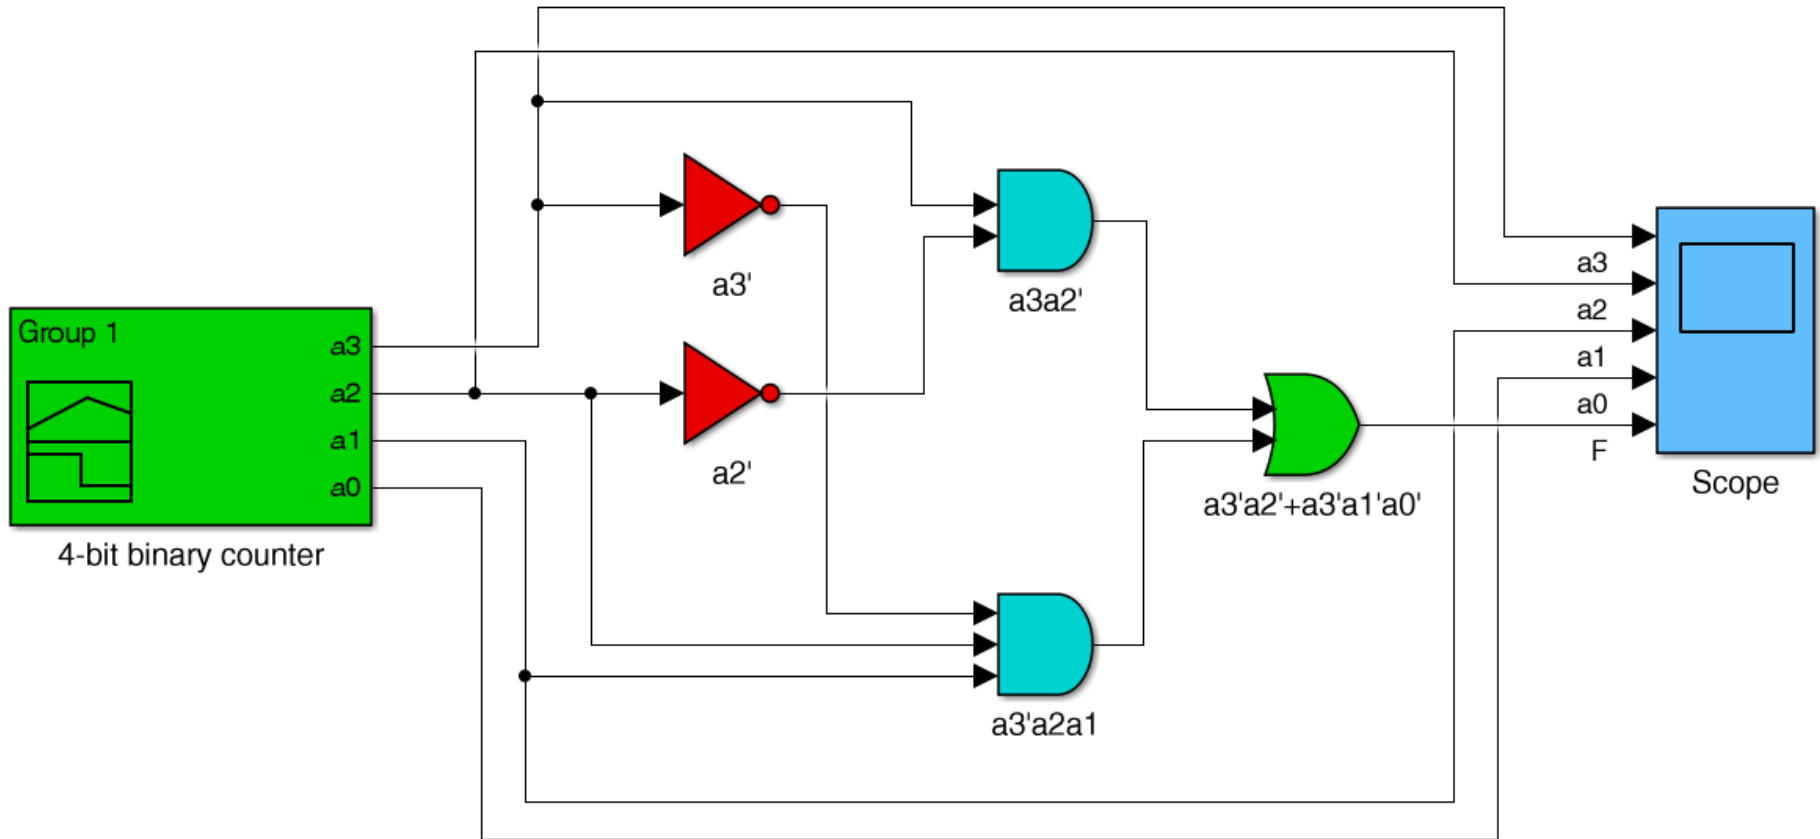 Group 1
a3
a2
a1
a0
4-bit binary counter
a3'
a2'
a3a2'
a3'a2a1
a3'a2'+a3'a1'a0'
a3
a2
a1
a0
F
Scope